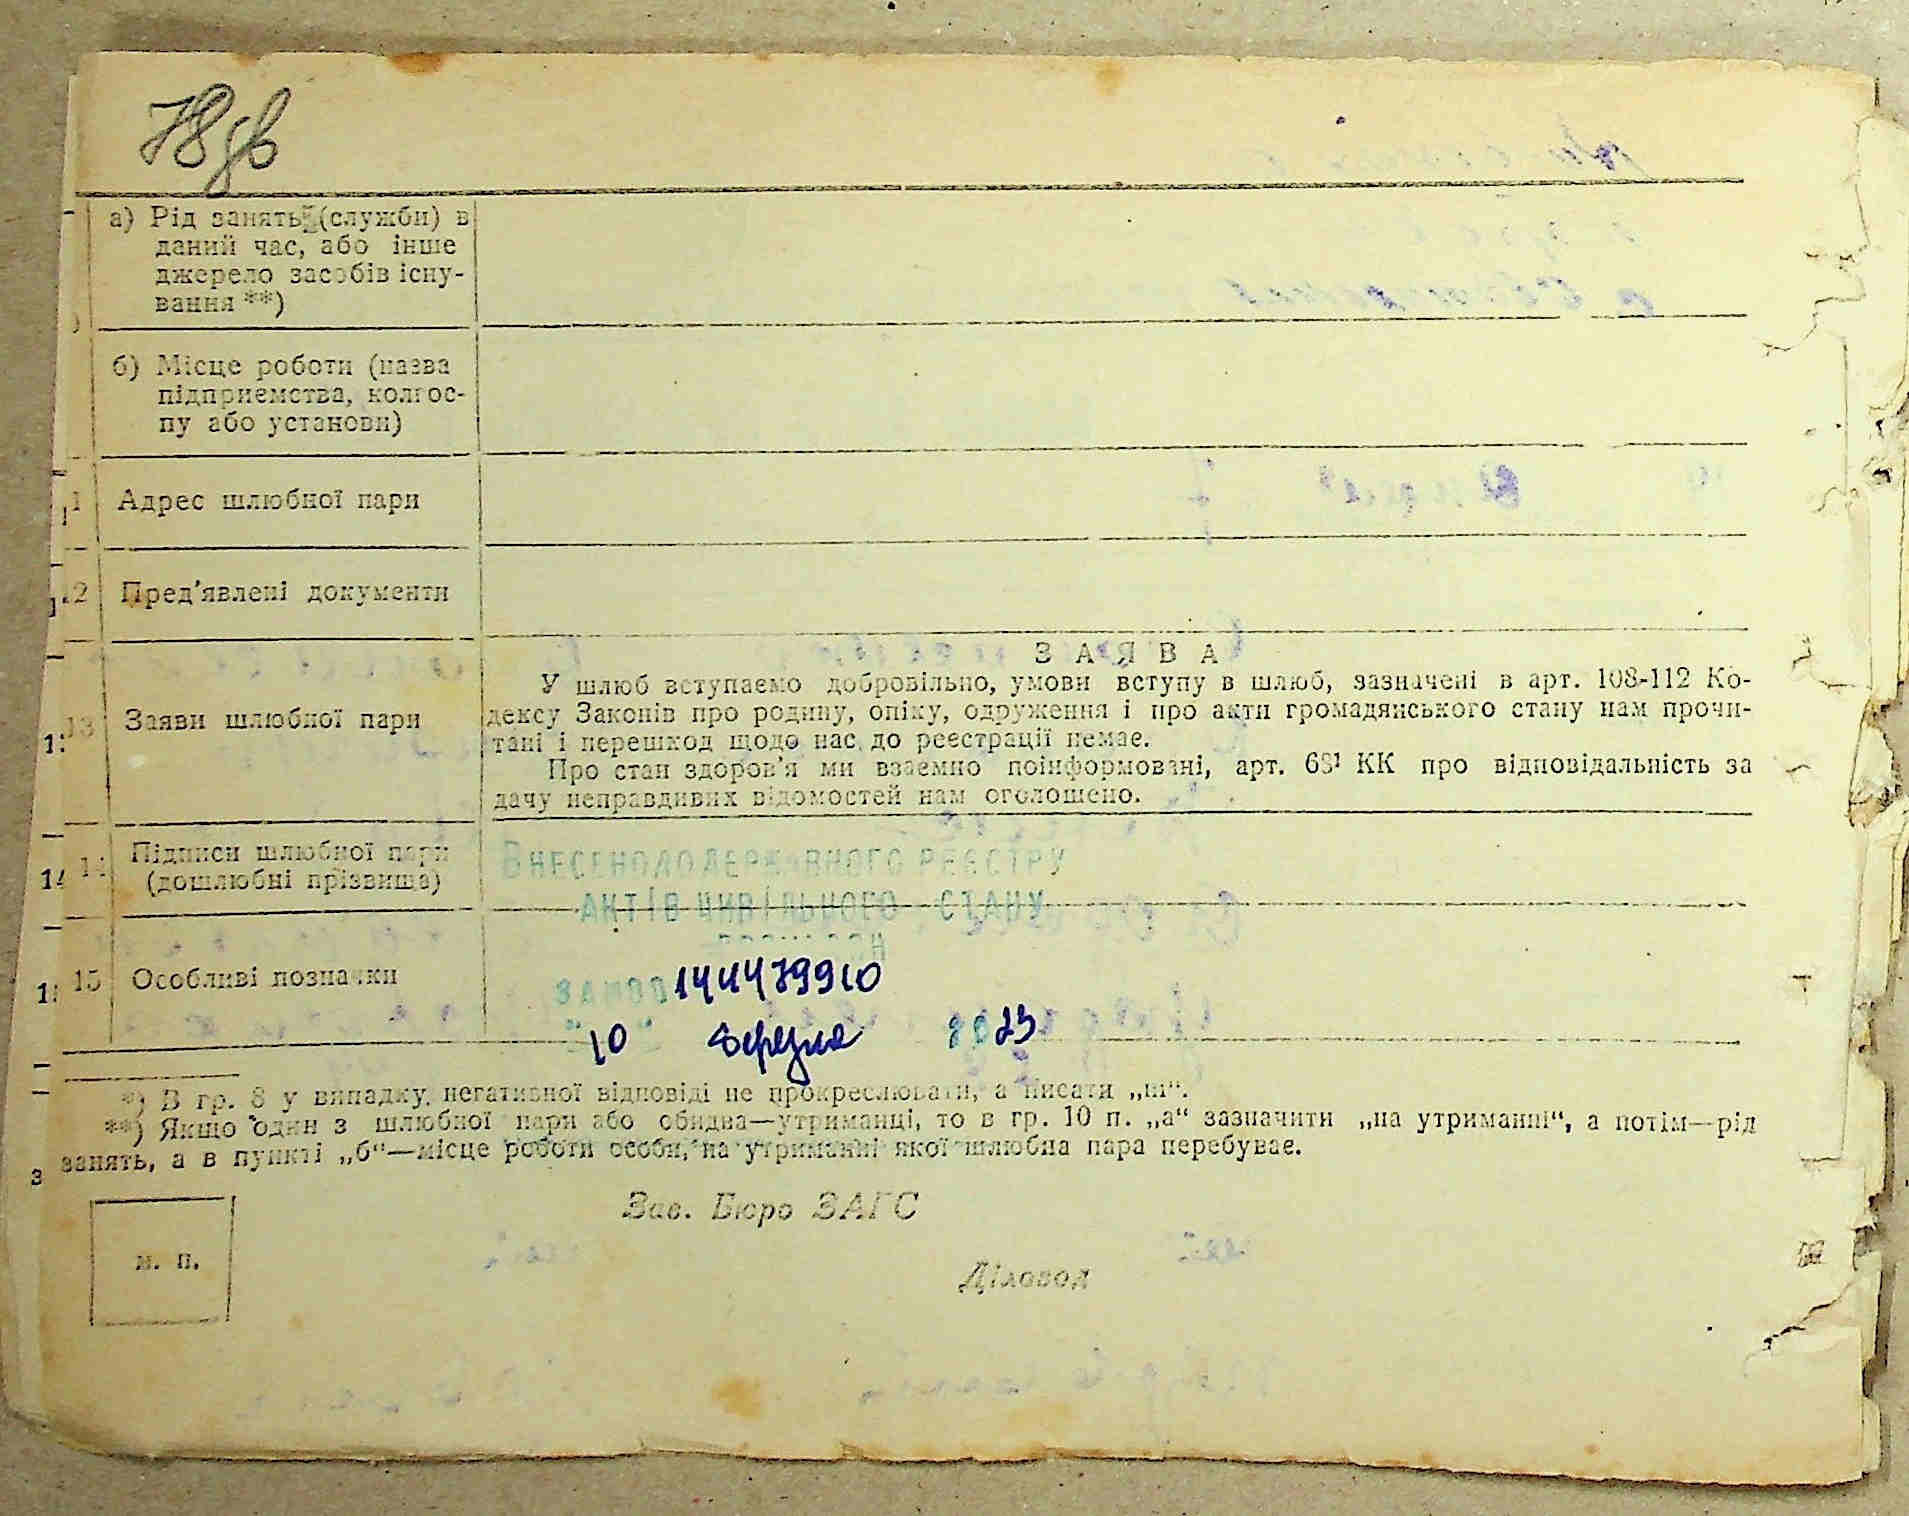 78 зв
а) Рід занять (служби) в
даний час, або інше
джерело засобів існу-
вання **)
б) Місце роботи (назва
підприємства, колгос-
пу або установи)
1 Адрес шлюбної пари
2 Пред'явлені документи
ЗАЯВА
У шлюб вступаємо добровільно, умови вступу в шлюб, зазначені в арт. 108-112 Ко-
дексу Законів про родину, опіку, одруження і про акти громадянського стану нам прочи-
тані і перешкод щодо нас до реєстрації немає.
Про стан здоров'я ми взаємно поінформовані, арт. 68¹ КК про відповідальність за
дачу неправдивих відомостей нам оголошено.
13 Заяви шлюбної пари
14 Підписи шлюбної пари
(дошлюбні прізвища)
ВНЕСЕНО ДО ДЕРЖАВНОГО РЕЄСТРУ
АКТІВ ЦИВІЛЬНОГО СТАНУ
15 Особливі позначки
ЗА №00144479910
"10" березня 2023
*) В гр. 8 у випадку негативної відповіді не прокреслювати, а писати „ні“.
**) Якщо один з шлюбної пари або обидва—утриманці, то в гр. 10 п. „а“ зазначити „на утриманні“, а потім—рід
занять, а в пункті „б“—місце роботи особи, на утриманні якої шлюбна пара перебуває.
Зав. Бюро ЗАГС
м. п.
Діловод